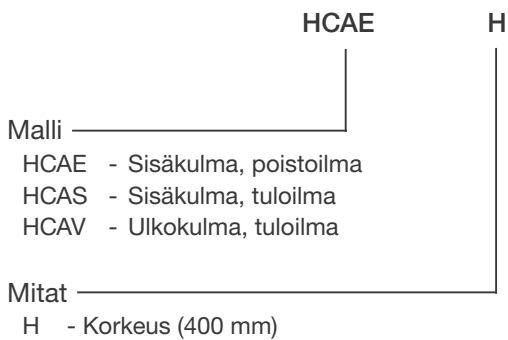 HCAE H
Malli
HCAE - Sisäkulma, poistoilma
HCAS - Sisäkulma, tuloilma
HCAV - Ulkokulma, tuloilma
Mitat
H - Korkeus (400 mm)